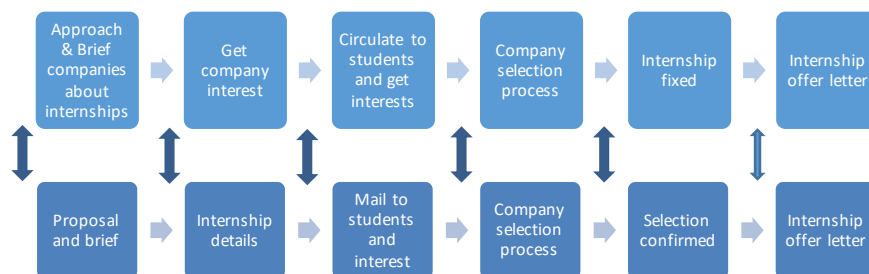 Approach
& Brief
companies
about
internships
Get
company
interest
Circulate to
students
and get
interests
Company
selection
process
Internship
fixed
Internship
offer letter
Proposal
and brief
Internship
details
Mail to
students
and
interest
Company
selection
process
Selection
confirmed
Internship
offer letter